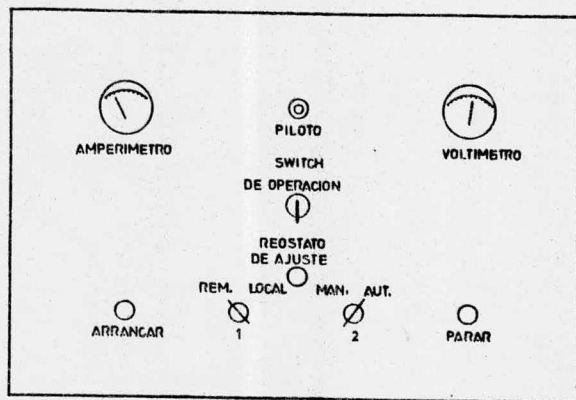 AMPERIMETRO
PILOTO
VOLTIMETRO
SWITCH
DE OPERACION
REOSTATO
DE AJUSTE
REM. LOCAL MAN. AUT.
ARRANCAR
1
2
PARAR